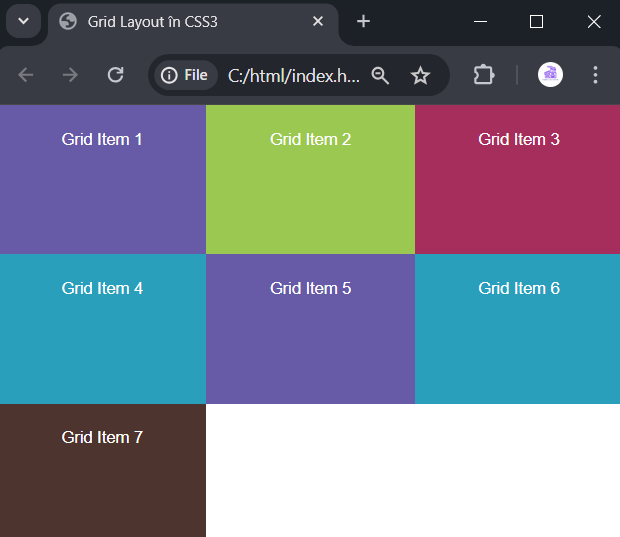 Grid Layout în CSS3
File C:/html/index.h...
Grid Item 1
Grid Item 2
Grid Item 3
Grid Item 4
Grid Item 5
Grid Item 6
Grid Item 7